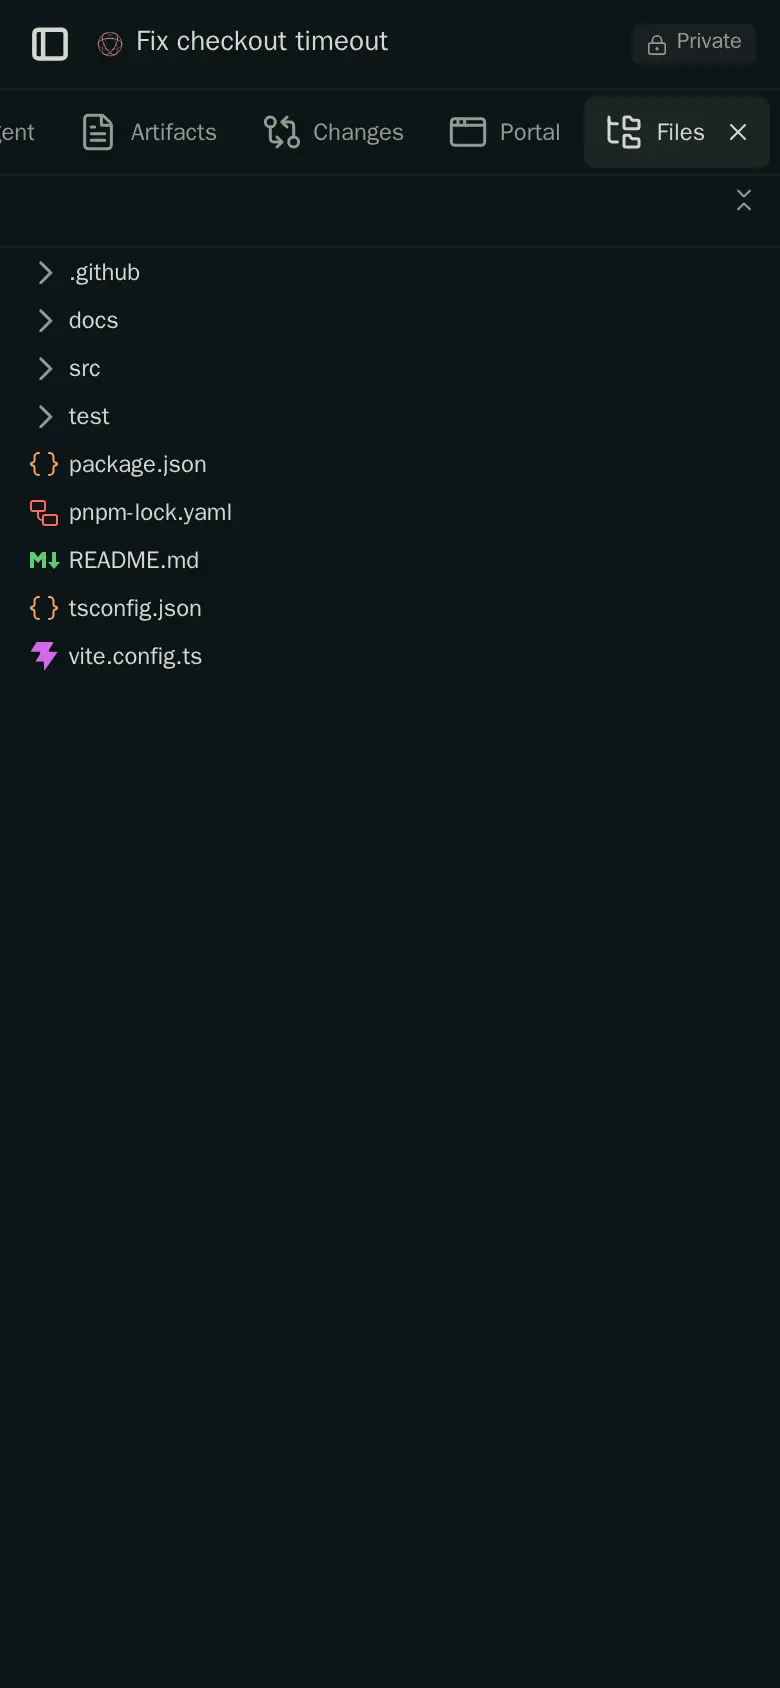 Fix checkout timeout
Private
ent
Artifacts
Changes
Portal
Files
.github
docs
src
test
package.json
pnpm-lock.yaml
README.md
tsconfig.json
vite.config.ts